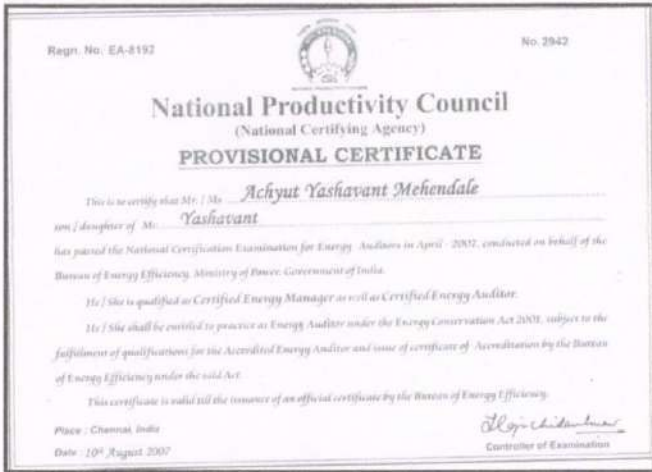 Regn. No. EA-8192
No. 2942
NATIONAL PRODUCTIVITY COUNCIL
National Productivity Council
(National Certifying Agency)
PROVISIONAL CERTIFICATE
This is to certify that Mr. / Ms. Achyut Yashavant Mehendale
son / daughter of Mr. Yashavant
has passed the National Certification Examination for Energy Auditors in April - 2007, conducted on behalf of the
Bureau of Energy Efficiency, Ministry of Power, Government of India.
He / She is qualified as Certified Energy Manager as well as Certified Energy Auditor.
He / She shall be entitled to practice as Energy Auditor under the Energy Conservation Act 2001, subject to the
fulfillment of qualifications for the Accredited Energy Auditor and issue of certificate of Accreditation by the Bureau
of Energy Efficiency under the said Act.
This certificate is valid till the issuance of an official certificate by the Bureau of Energy Efficiency.
Place : Chennai, India
Controller of Examination
Date : 10th August 2007